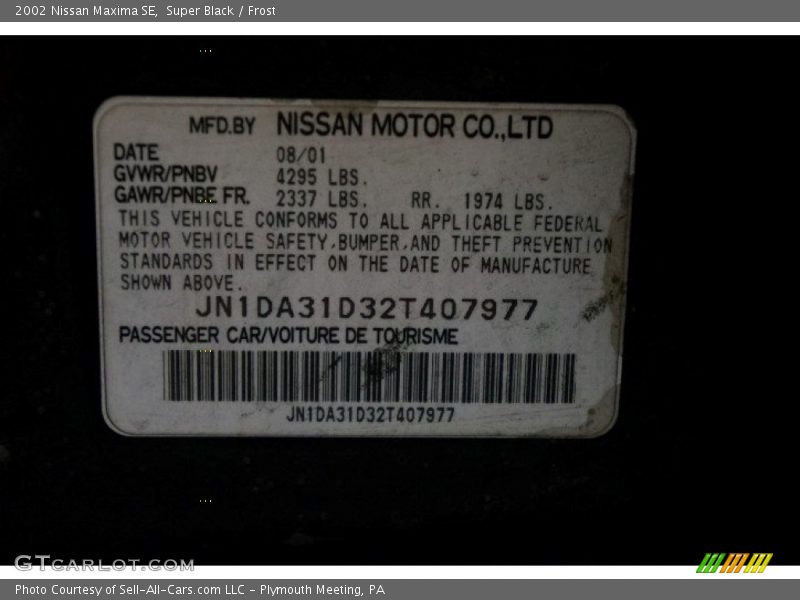 2002 Nissan Maxima SE, Super Black / Frost
MFD.BY NISSAN MOTOR CO.,LTD
DATE 08/01
GVWR/PNBV 4295 LBS.
GAWR/PNBE FR. 2337 LBS. RR. 1974 LBS.
THIS VEHICLE CONFORMS TO ALL APPLICABLE FEDERAL
MOTOR VEHICLE SAFETY,BUMPER,AND THEFT PREVENTION
STANDARDS IN EFFECT ON THE DATE OF MANUFACTURE
SHOWN ABOVE.
JN1DA31D32T407977
PASSENGER CAR/VOITURE DE TOURISME
JN1DA31D32T407977
GTCARLOT.COM
Photo Courtesy of Sell-All-Cars.com LLC - Plymouth Meeting, PA